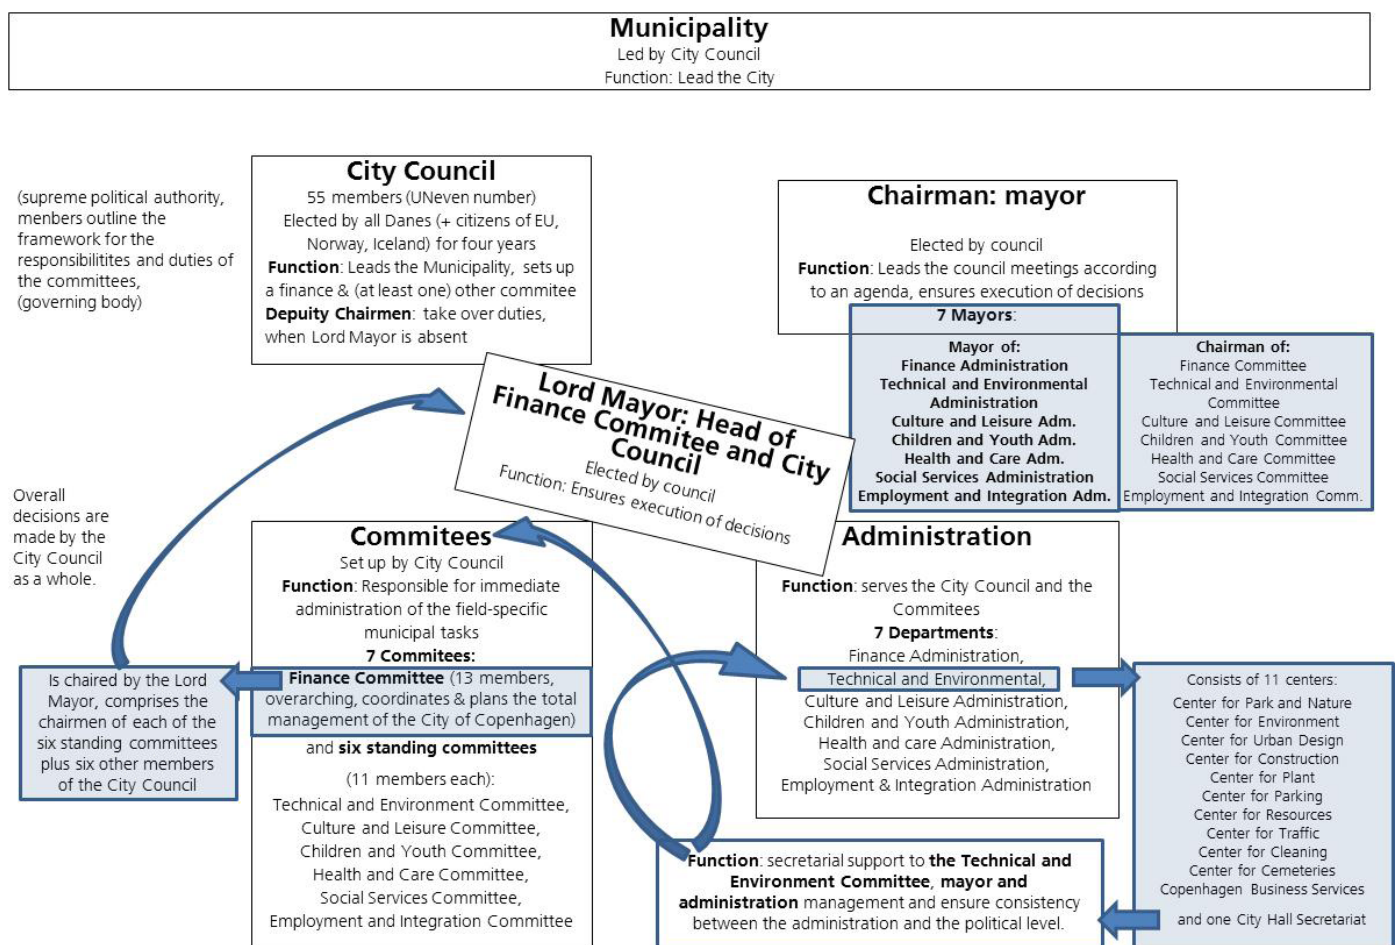 Municipality
Led by City Council
Function: Lead the City
(supreme political authority,
menbers outline the
framework for the
responsibilitites and duties of
the committees,
(governing body)
City Council
55 members (UNeven number)
Elected by all Danes (+ citizens of EU,
Norway, Iceland) for four years
Function: Leads the Municipality, sets up
a finance & (at least one) other commitee
Depuity Chairmen: take over duties,
when Lord Mayor is absent
Chairman: mayor
Elected by council
Function: Leads the council meetings according
to an agenda, ensures execution of decisions
7 Mayors:
Mayor of:
Finance Administration
Technical and Environmental
Administration
Culture and Leisure Adm.
Children and Youth Adm.
Health and Care Adm.
Social Services Administration
Employment and Integration Adm.
Chairman of:
Finance Committee
Technical and Environmental
Committee
Culture and Leisure Committee
Children and Youth Committee
Health and Care Committee
Social Services Committee
Employment and Integration Comm.
Lord Mayor: Head of
Finance Commitee and City
Council
Elected by council
Function: Ensures execution of decisions
Overall
decisions are
made by the
City Council
as a whole.
Commitees
Set up by City Council
Function: Responsible for immediate
administration of the field-specific
municipal tasks
7 Commitees:
Finance Committee (13 members,
overarching, coordinates & plans the total
management of the City of Copenhagen)
and six standing committees
(11 members each):
Technical and Environment Committee,
Culture and Leisure Committee,
Children and Youth Committee,
Health and Care Committee,
Social Services Committee,
Employment and Integration Committee
Is chaired by the Lord
Mayor, comprises the
chairmen of each of the
six standing committees
plus six other members
of the City Council
Administration
Function: serves the City Council and the
Commitees
7 Departments:
Finance Administration,
Technical and Environmental,
Culture and Leisure Administration,
Children and Youth Administration,
Health and care Administration,
Social Services Administration,
Employment & Integration Administration
Consists of 11 centers:
Center for Park and Nature
Center for Environment
Center for Urban Design
Center for Construction
Center for Plant
Center for Parking
Center for Resources
Center for Traffic
Center for Cleaning
Center for Cemeteries
Copenhagen Business Services
and one City Hall Secretariat
Function: secretarial support to the Technical and
Environment Committee, mayor and
administration management and ensure consistency
between the administration and the political level.